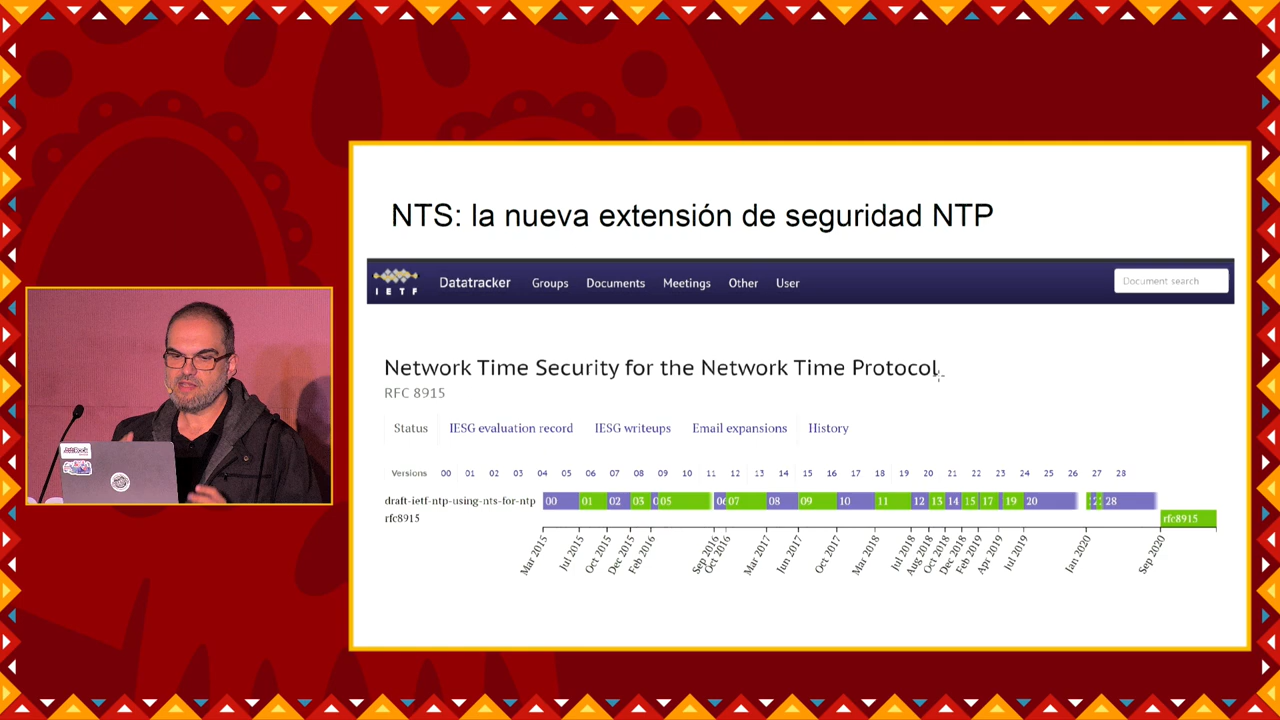 NTS: la nueva extensión de seguridad NTP
IETF
Datatracker Groups Documents Meetings Other User
Document search
Network Time Security for the Network Time Protocol
RFC 8915
Status IESG evaluation record IESG writeups Email expansions History
Versions 00 01 02 03 04 05 06 07 08 09 10 11 12 13 14 15 16 17 18 19 20 21 22 23 24 25 26 27 28
draft-ietf-ntp-using-nts-for-ntp 00 01 02 03 05 07 08 09 10 11 12 13 14 15 17 19 20 28
rfc8915 rfc8915
Mar 2015 Jul 2015 Oct 2015 Dec 2015 Feb 2016 Sep 2016 Oct 2016 Mar 2017 Jun 2017 Oct 2017 Mar 2018 Jul 2018 Aug 2018 Oct 2018 Dec 2018 Feb 2019 Apr 2019 Jul 2019 Jan 2020 Sep 2020